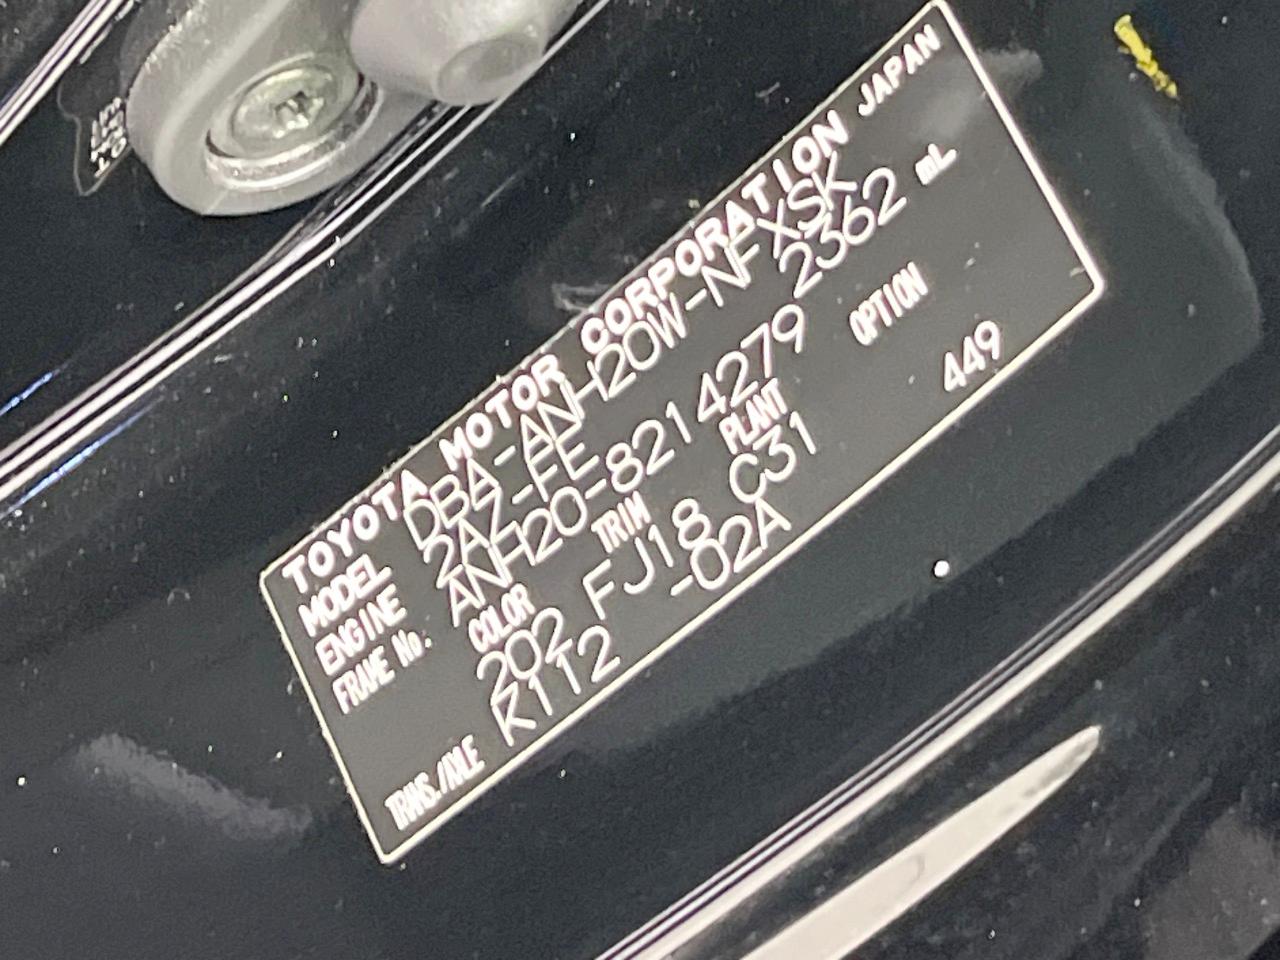 TOYOTA MOTOR CORPORATION JAPAN
MODEL DBA-ANH20W-NFXSK
ENGINE 2AZ-FE 2362 mL
FRAME No. ANH20-8214279
COLOR TRIM PLANT OPTION
202 FJ18 C31 449
TRANS./AXLE K112 -02A